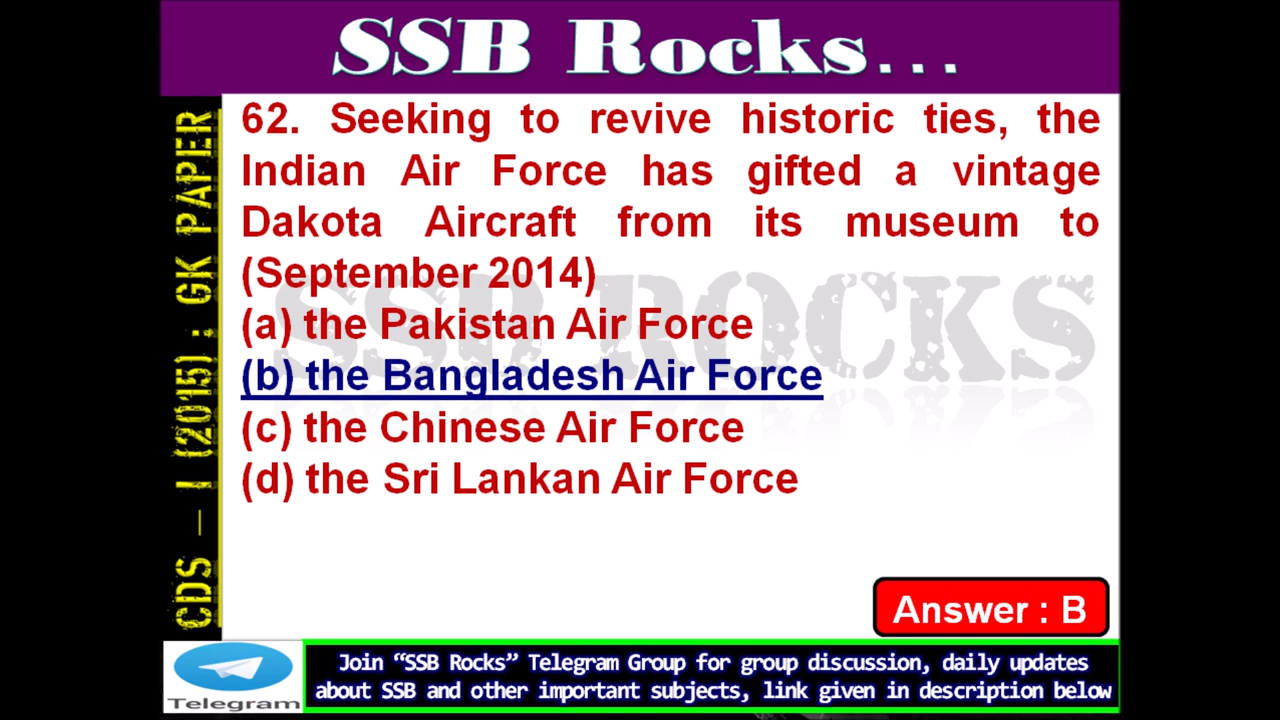 SSB Rocks...
CDS – I (2015) : GK PAPER
62. Seeking to revive historic ties, the
Indian Air Force has gifted a vintage
Dakota Aircraft from its museum to
(September 2014)
(a) the Pakistan Air Force
(b) the Bangladesh Air Force
(c) the Chinese Air Force
(d) the Sri Lankan Air Force
SSB ROCKS
Answer : B
Telegram
Join “SSB Rocks” Telegram Group for group discussion, daily updates
about SSB and other important subjects, link given in description below